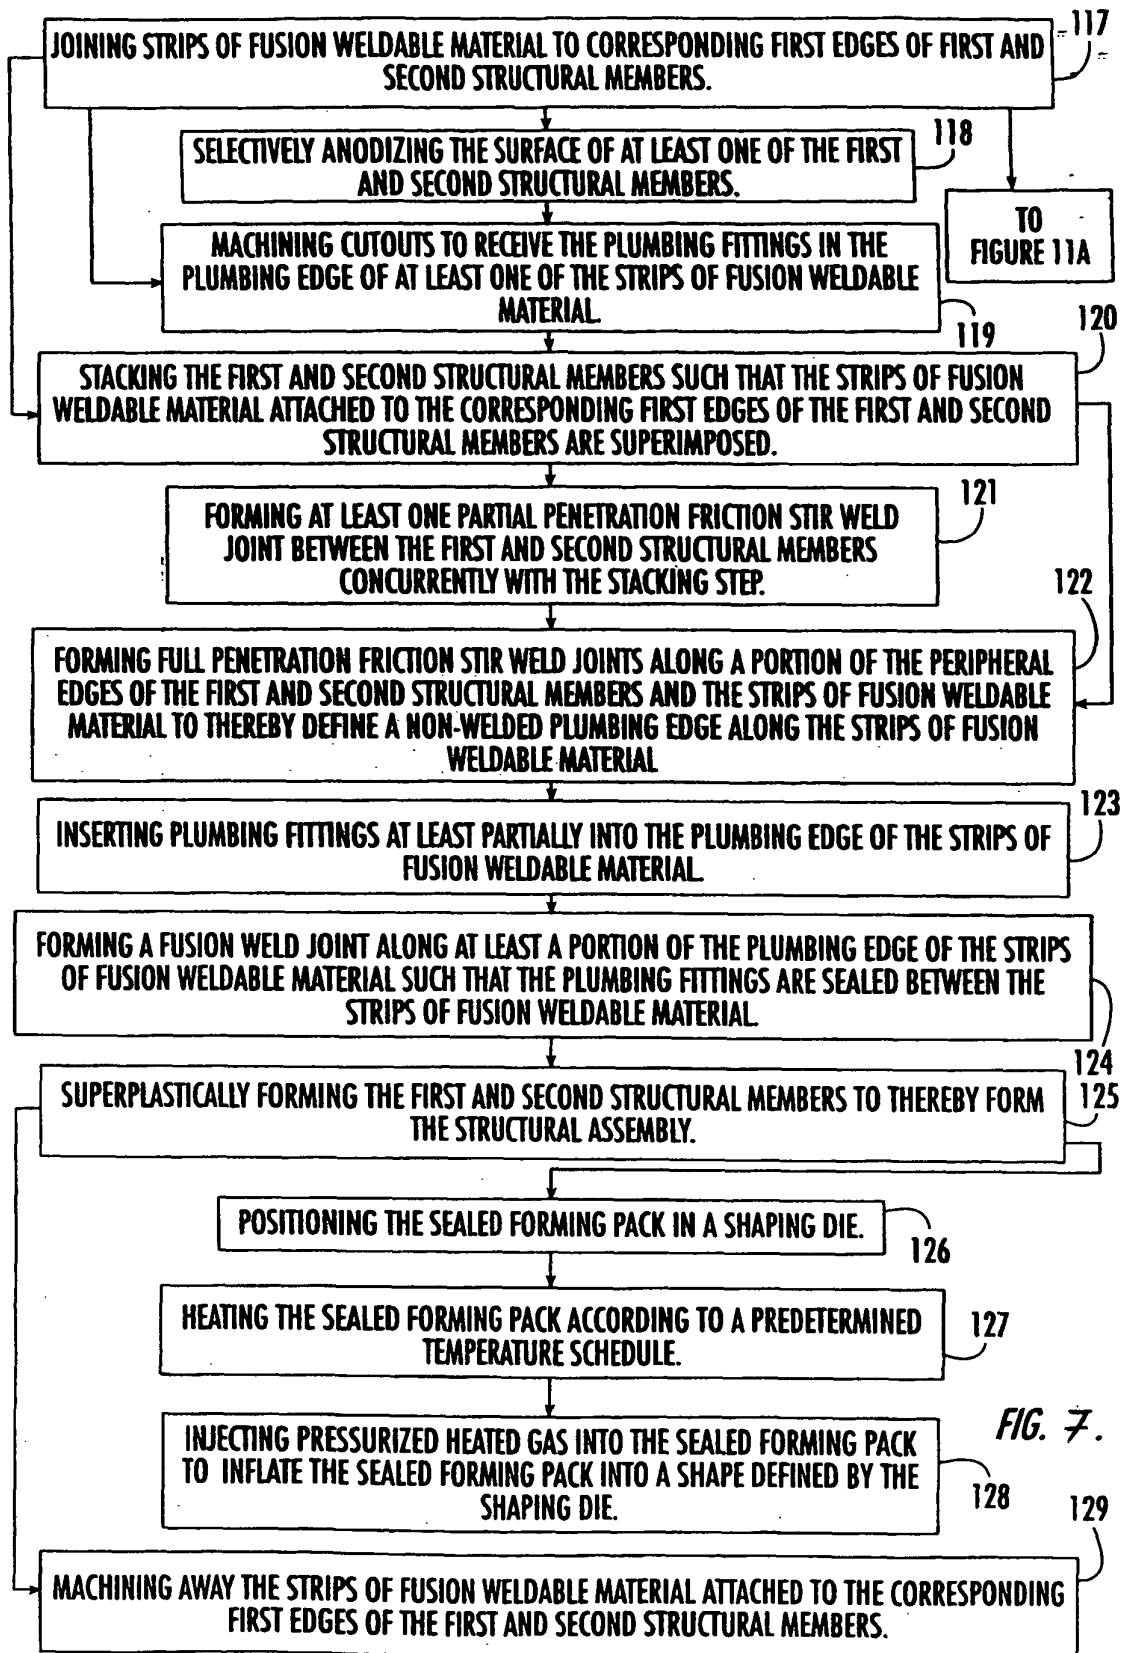 117
JOINING STRIPS OF FUSION WELDABLE MATERIAL TO CORRESPONDING FIRST EDGES OF FIRST AND
SECOND STRUCTURAL MEMBERS.
118
SELECTIVELY ANODIZING THE SURFACE OF AT LEAST ONE OF THE FIRST
AND SECOND STRUCTURAL MEMBERS.
TO
FIGURE 11A
MACHINING CUTOUTS TO RECEIVE THE PLUMBING FITTINGS IN THE
PLUMBING EDGE OF AT LEAST ONE OF THE STRIPS OF FUSION WELDABLE
MATERIAL.
119
120
STACKING THE FIRST AND SECOND STRUCTURAL MEMBERS SUCH THAT THE STRIPS OF FUSION
WELDABLE MATERIAL ATTACHED TO THE CORRESPONDING FIRST EDGES OF THE FIRST AND SECOND
STRUCTURAL MEMBERS ARE SUPERIMPOSED.
121
FORMING AT LEAST ONE PARTIAL PENETRATION FRICTION STIR WELD
JOINT BETWEEN THE FIRST AND SECOND STRUCTURAL MEMBERS
CONCURRENTLY WITH THE STACKING STEP.
122
FORMING FULL PENETRATION FRICTION STIR WELD JOINTS ALONG A PORTION OF THE PERIPHERAL
EDGES OF THE FIRST AND SECOND STRUCTURAL MEMBERS AND THE STRIPS OF FUSION WELDABLE
MATERIAL TO THEREBY DEFINE A NON-WELDED PLUMBING EDGE ALONG THE STRIPS OF FUSION
WELDABLE MATERIAL
123
INSERTING PLUMBING FITTINGS AT LEAST PARTIALLY INTO THE PLUMBING EDGE OF THE STRIPS OF
FUSION WELDABLE MATERIAL.
FORMING A FUSION WELD JOINT ALONG AT LEAST A PORTION OF THE PLUMBING EDGE OF THE STRIPS
OF FUSION WELDABLE MATERIAL SUCH THAT THE PLUMBING FITTINGS ARE SEALED BETWEEN THE
STRIPS OF FUSION WELDABLE MATERIAL.
124
125
SUPERPLASTICALLY FORMING THE FIRST AND SECOND STRUCTURAL MEMBERS TO THEREBY FORM
THE STRUCTURAL ASSEMBLY.
POSITIONING THE SEALED FORMING PACK IN A SHAPING DIE.
126
HEATING THE SEALED FORMING PACK ACCORDING TO A PREDETERMINED
TEMPERATURE SCHEDULE.
127
FIG. 7.
INJECTING PRESSURIZED HEATED GAS INTO THE SEALED FORMING PACK
TO INFLATE THE SEALED FORMING PACK INTO A SHAPE DEFINED BY THE
SHAPING DIE.
128
129
MACHINING AWAY THE STRIPS OF FUSION WELDABLE MATERIAL ATTACHED TO THE CORRESPONDING
FIRST EDGES OF THE FIRST AND SECOND STRUCTURAL MEMBERS.